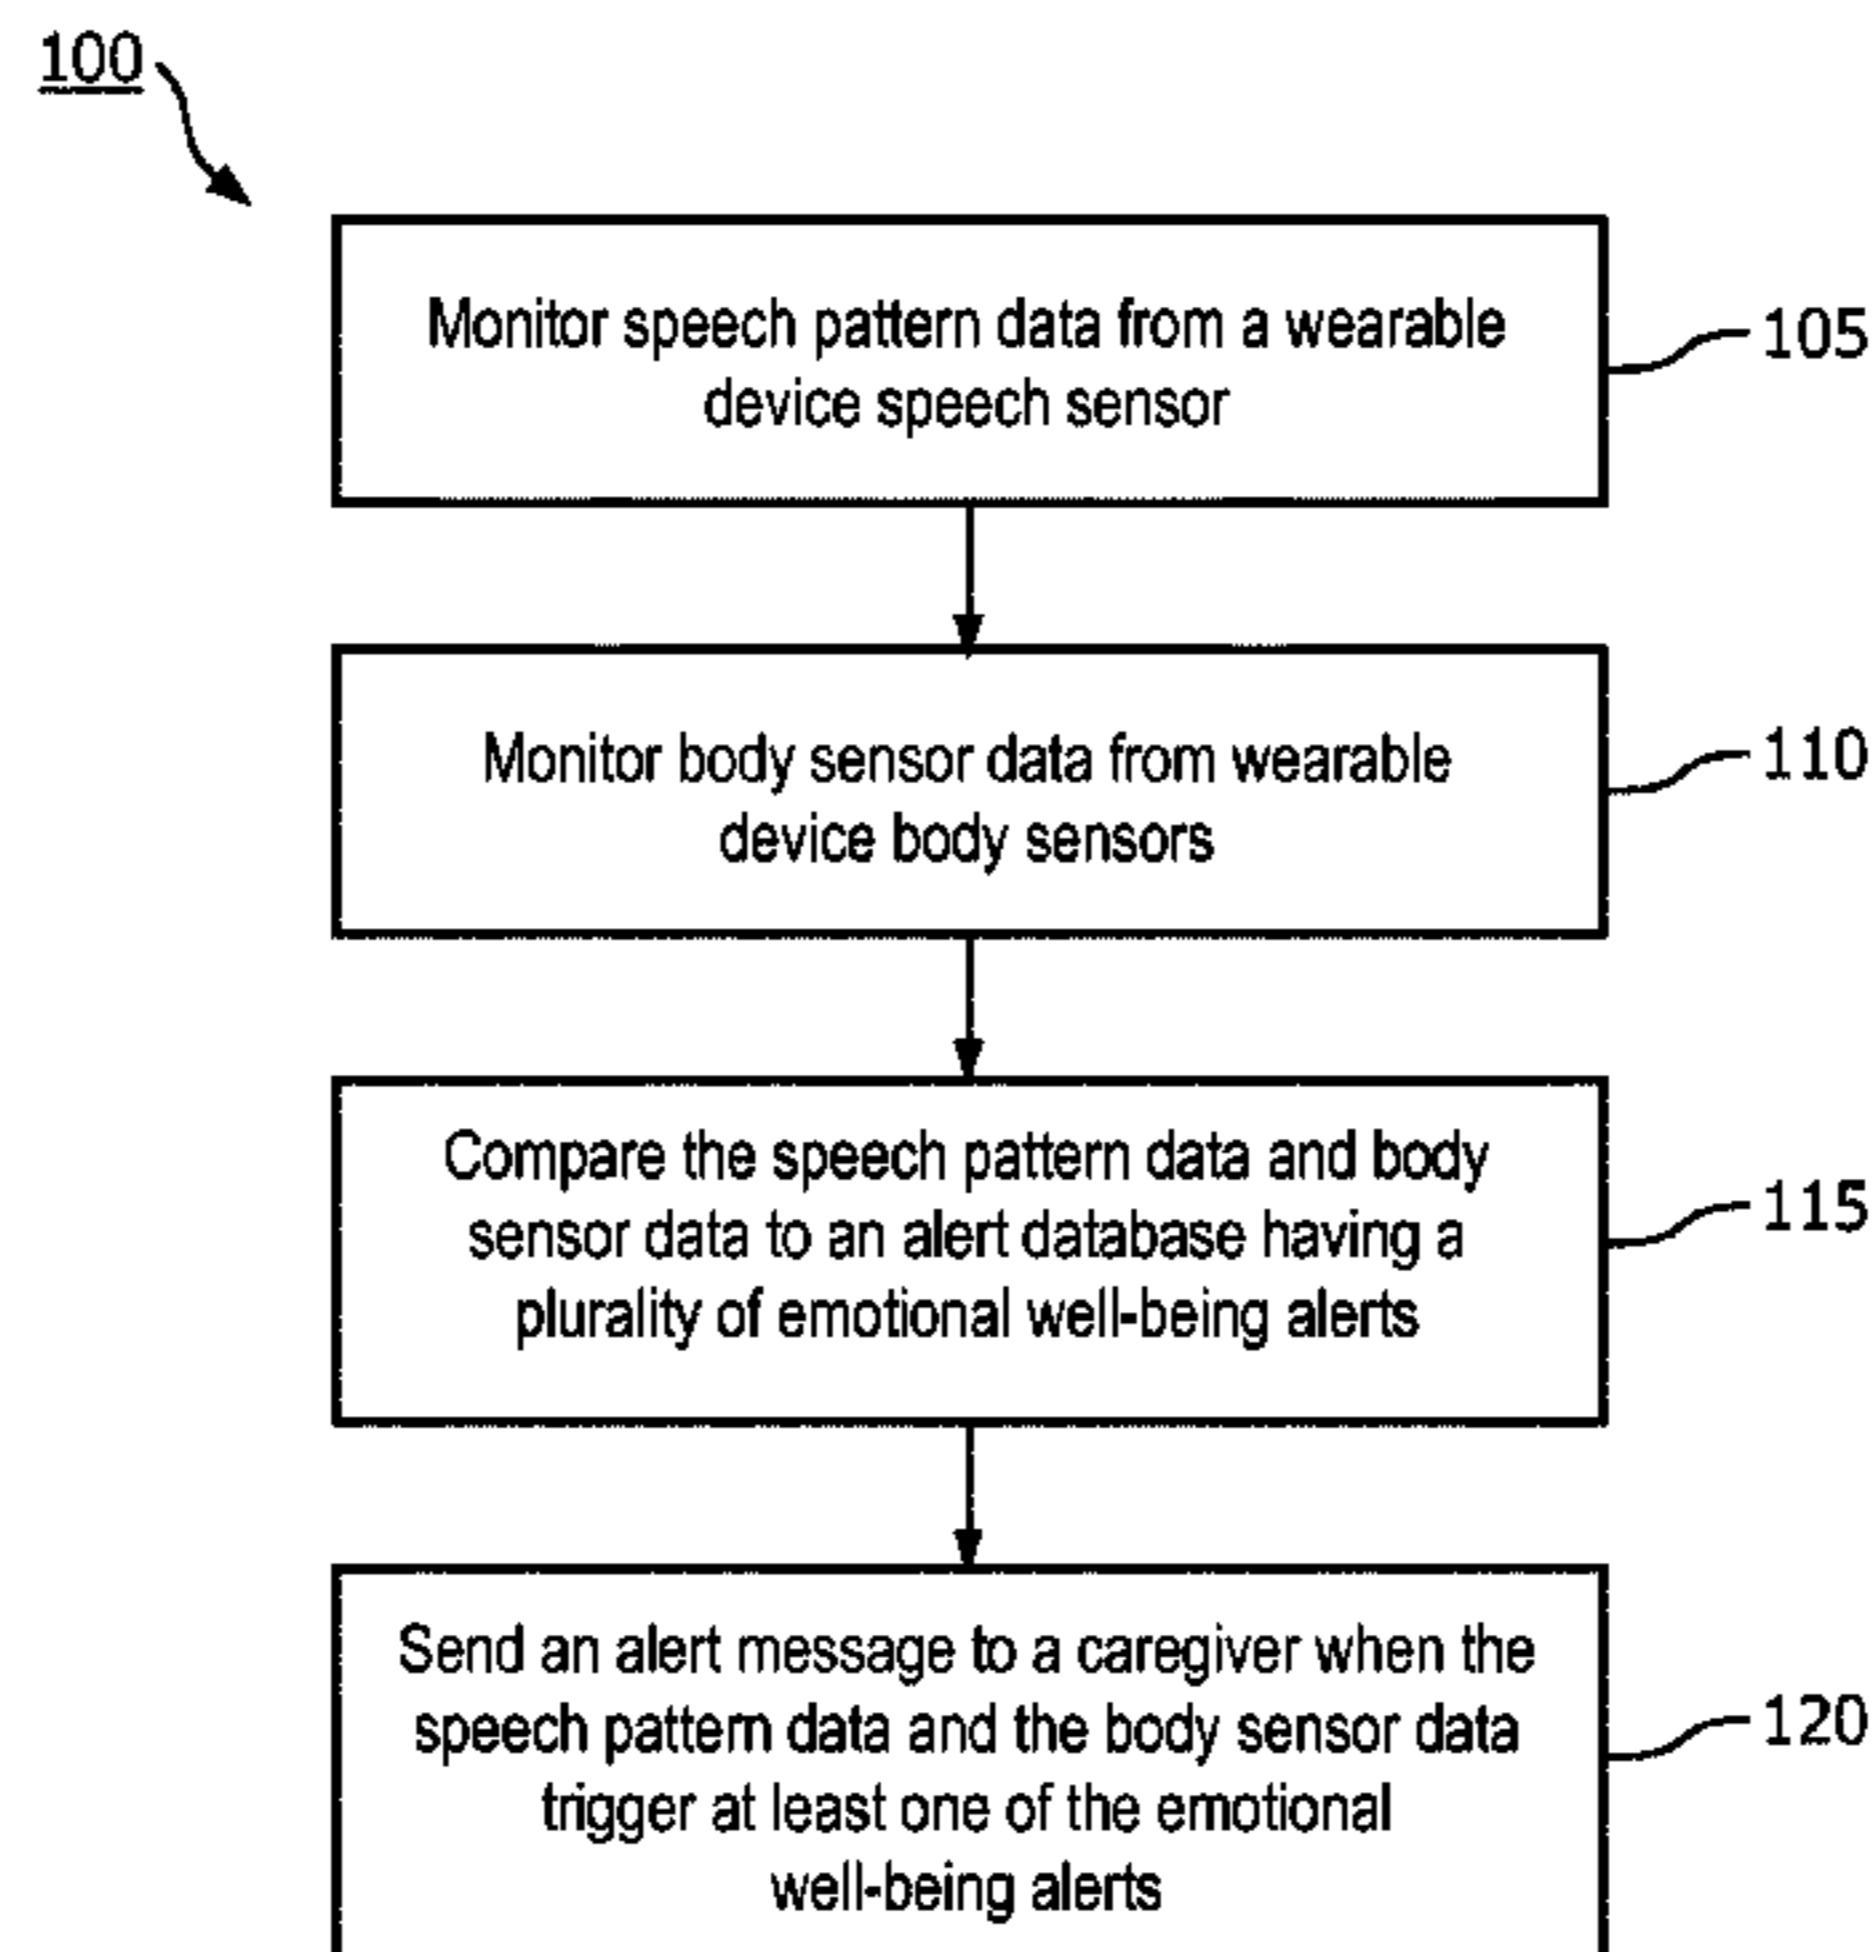 100
Monitor speech pattern data from a wearable
device speech sensor
105
Monitor body sensor data from wearable
device body sensors
110
Compare the speech pattern data and body
sensor data to an alert database having a
plurality of emotional well-being alerts
115
Send an alert message to a caregiver when the
speech pattern data and the body sensor data
trigger at least one of the emotional
well-being alerts
120